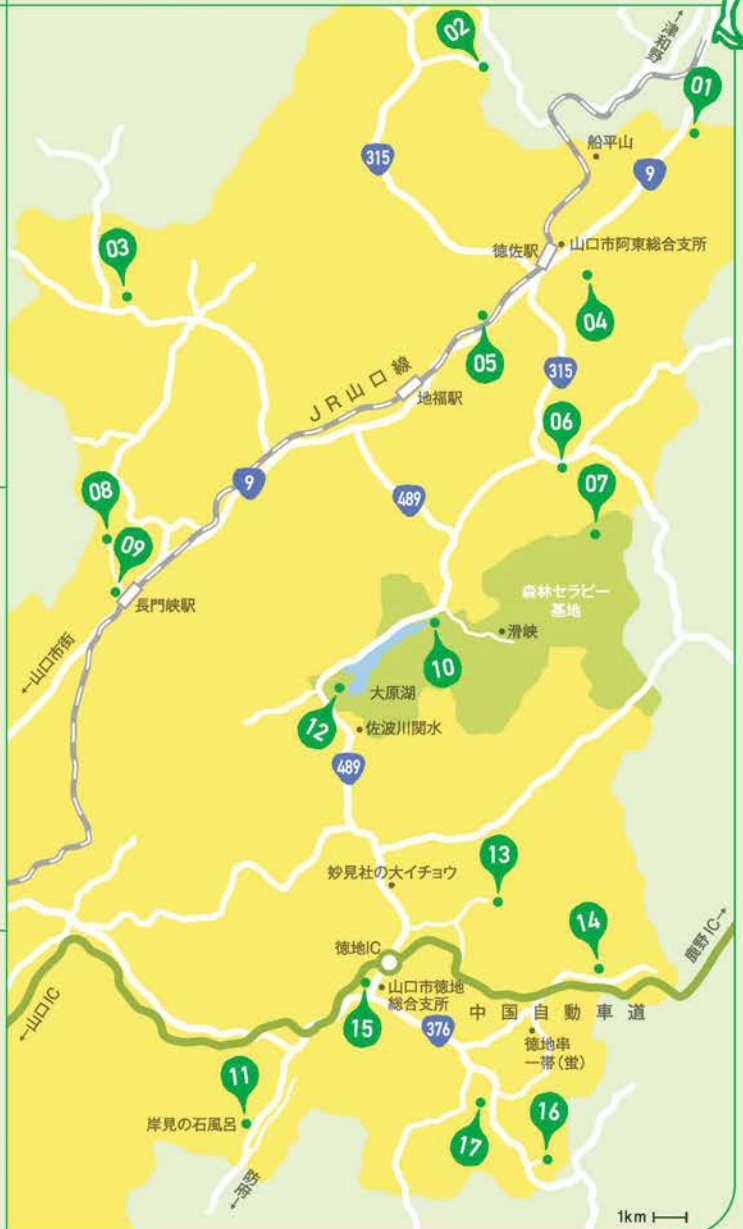 ←津和野
02
01
船平山
315
9
徳佐駅
山口市阿東総合支所
03
04
05
JR山口線
315
地福駅
06
9
489
07
08
09
森林セラピー
基地
長門峡駅
滑峡
←山口市街
10
大原湖
12
佐波川関水
489
13
妙見社の大イチョウ
14
鹿野IC→
徳地IC
山口市徳地
総合支所
←山口IC
中国自動車道
15
376
徳地串
一帯(蛍)
11
16
岸見の石風呂
17
防府→
1km